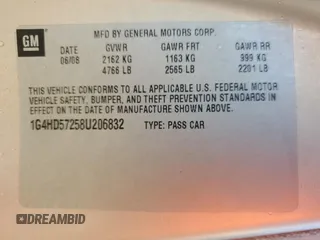 GM
MFD BY GENERAL MOTORS CORP.
DATE GVWR GAWR FRT GAWR RR
06/08 2162 KG 1163 KG 999 KG
4766 LB 2565 LB 2201 LB
THIS VEHICLE CONFORMS TO ALL APPLICABLE U.S. FEDERAL MOTOR
VEHICLE SAFETY, BUMPER, AND THEFT PREVENTION STANDARDS
IN EFFECT ON THE DATE OF MANUFACTURE SHOWN ABOVE.
1G4HD57258U206832 TYPE: PASS CAR
DREAMBID